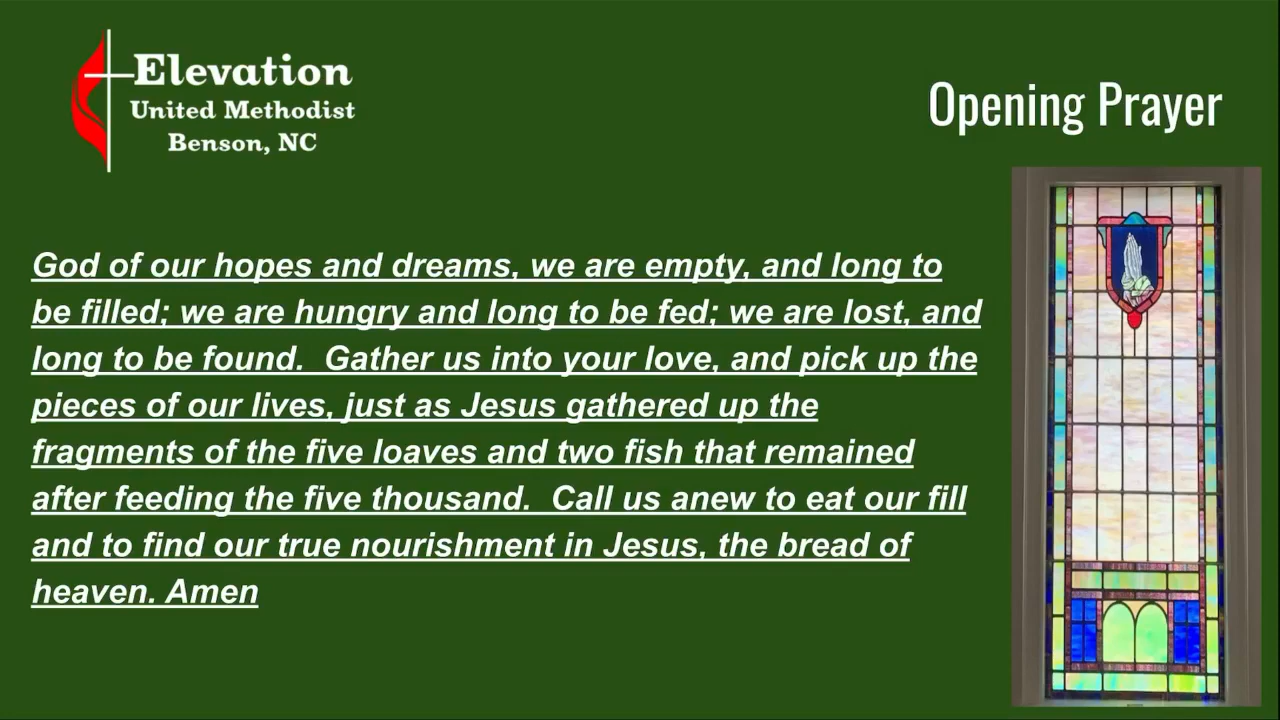 Elevation
United Methodist
Benson, NC
Opening Prayer
God of our hopes and dreams, we are empty, and long to
be filled; we are hungry and long to be fed; we are lost, and
long to be found.  Gather us into your love, and pick up the
pieces of our lives, just as Jesus gathered up the
fragments of the five loaves and two fish that remained
after feeding the five thousand.  Call us anew to eat our fill
and to find our true nourishment in Jesus, the bread of
heaven. Amen